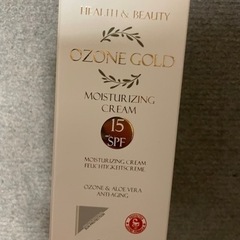 HEALTH & BEAUTY
OZONE GOLD
MOISTURIZING
CREAM
15
SPF
MOISTURIZING CREAM
FEUCHTIGKEITSCREME
OZONE & ALOE VERA
ANTI-AGING